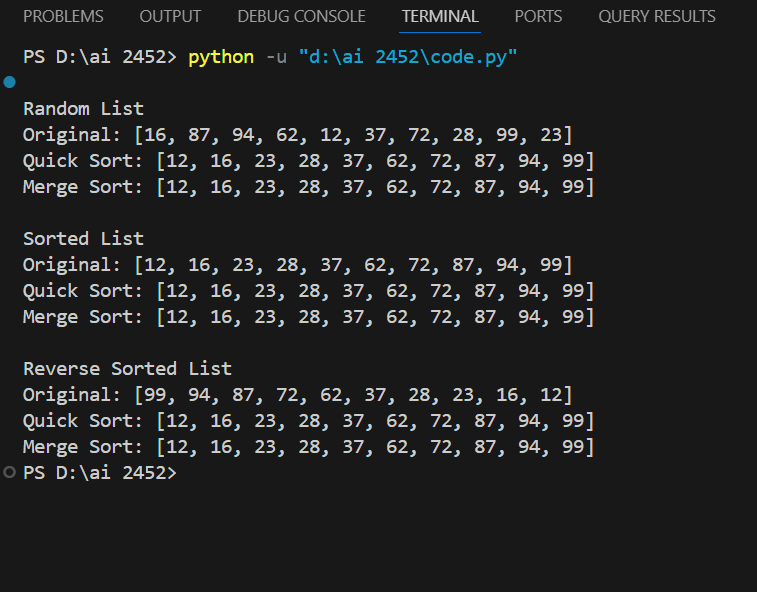 PROBLEMS OUTPUT DEBUG CONSOLE TERMINAL PORTS QUERY RESULTS
PS D:\ai 2452> python -u "d:\ai 2452\code.py"
Random List
Original: [16, 87, 94, 62, 12, 37, 72, 28, 99, 23]
Quick Sort: [12, 16, 23, 28, 37, 62, 72, 87, 94, 99]
Merge Sort: [12, 16, 23, 28, 37, 62, 72, 87, 94, 99]
Sorted List
Original: [12, 16, 23, 28, 37, 62, 72, 87, 94, 99]
Quick Sort: [12, 16, 23, 28, 37, 62, 72, 87, 94, 99]
Merge Sort: [12, 16, 23, 28, 37, 62, 72, 87, 94, 99]
Reverse Sorted List
Original: [99, 94, 87, 72, 62, 37, 28, 23, 16, 12]
Quick Sort: [12, 16, 23, 28, 37, 62, 72, 87, 94, 99]
Merge Sort: [12, 16, 23, 28, 37, 62, 72, 87, 94, 99]
PS D:\ai 2452>